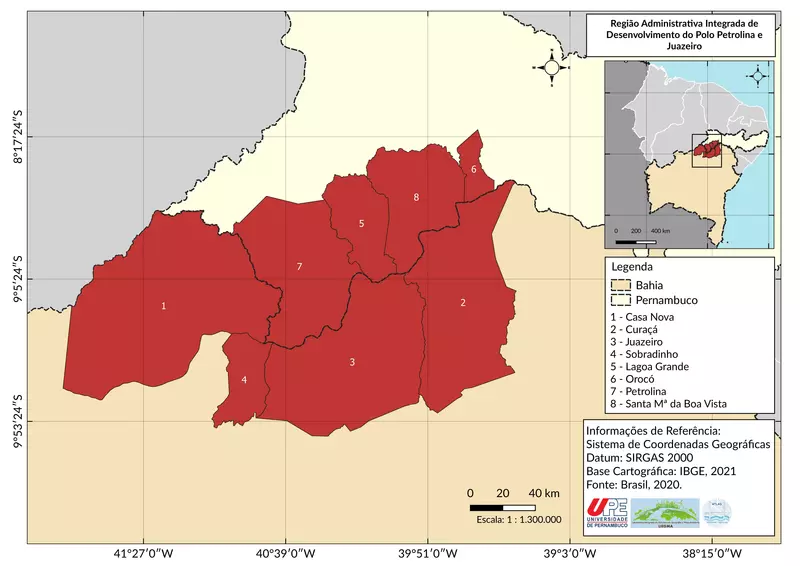 Região Administrativa Integrada de
Desenvolvimento do Polo Petrolina e
Juazeiro
8°17'24"S
9°5'24"S
9°53'24"S
6
8
5
7
1
2
3
4
0 200 400 km
Legenda
Bahia
Pernambuco
1 - Casa Nova
2 - Curaçá
3 - Juazeiro
4 - Sobradinho
5 - Lagoa Grande
6 - Orocó
7 - Petrolina
8 - Santa Mª da Boa Vista
Informações de Referência:
Sistema de Coordenadas Geográficas
Datum: SIRGAS 2000
Base Cartográfica: IBGE, 2021
Fonte: Brasil, 2020.
UPE
UNIVERSIDADE
DE PERNAMBUCO
0 20 40 km
Escala: 1 : 1.300.000
41°27'0"W
40°39'0"W
39°51'0"W
39°3'0"W
38°15'0"W